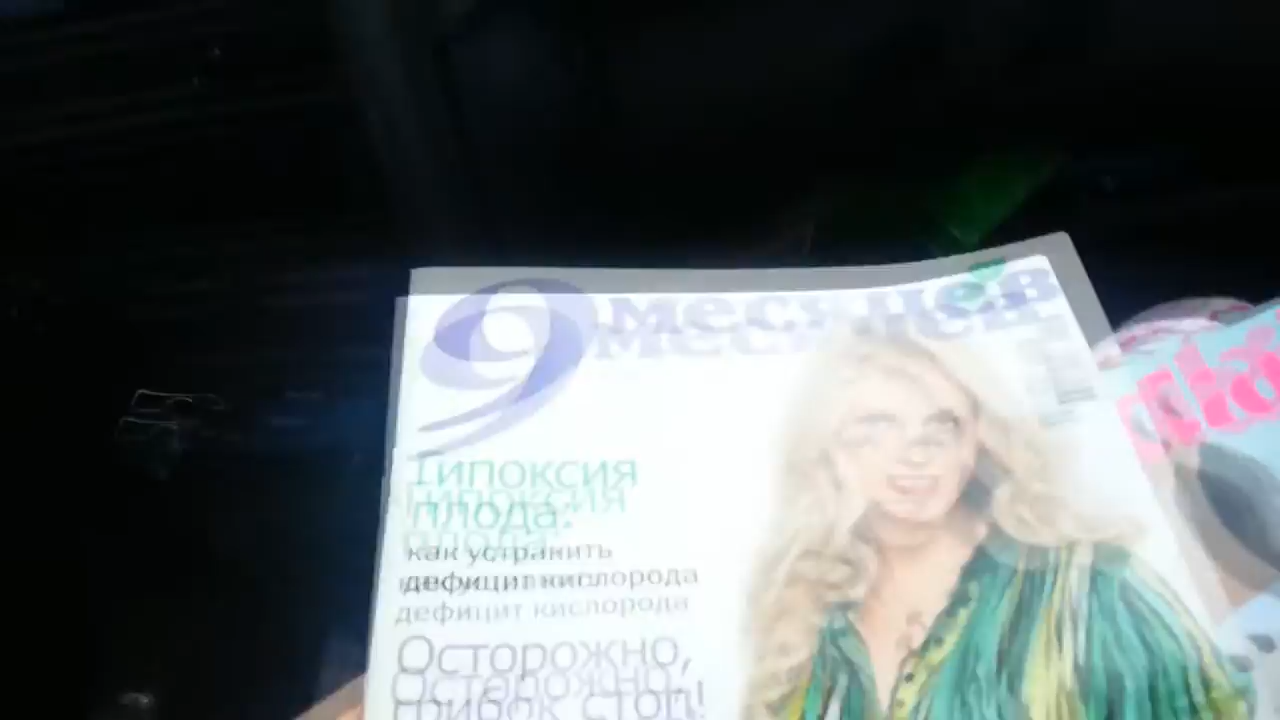 9 месяцев
Гипоксия
плода:
как устранить
дефицит кислорода
Осторожно,
грибок стоп!